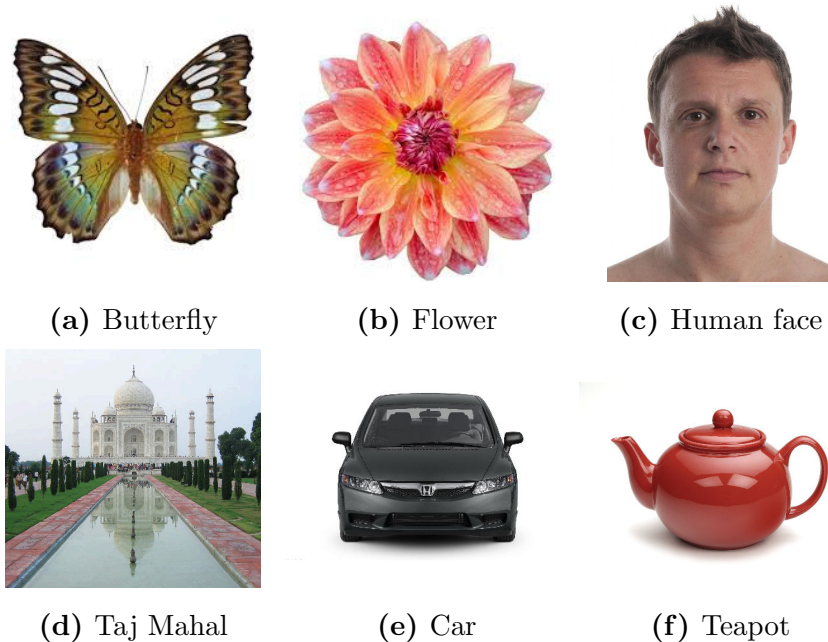 (a) Butterfly
(b) Flower
(c) Human face
(d) Taj Mahal
(e) Car
(f) Teapot